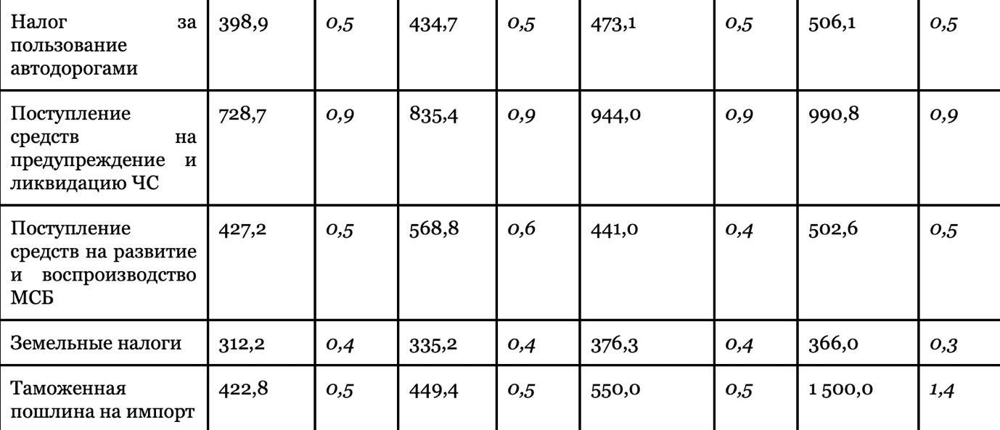 Налог за 398,9 0,5 434,7 0,5 473,1 0,5 506,1 0,5
пользование
автодорогами
Поступление 728,7 0,9 835,4 0,9 944,0 0,9 990,8 0,9
средств на
предупреждение и
ликвидацию ЧС
Поступление 427,2 0,5 568,8 0,6 441,0 0,4 502,6 0,5
средств на развитие
и воспроизводство
МСБ
Земельные налоги 312,2 0,4 335,2 0,4 376,3 0,4 366,0 0,3
Таможенная 422,8 0,5 449,4 0,5 550,0 0,5 1 500,0 1,4
пошлина на импорт